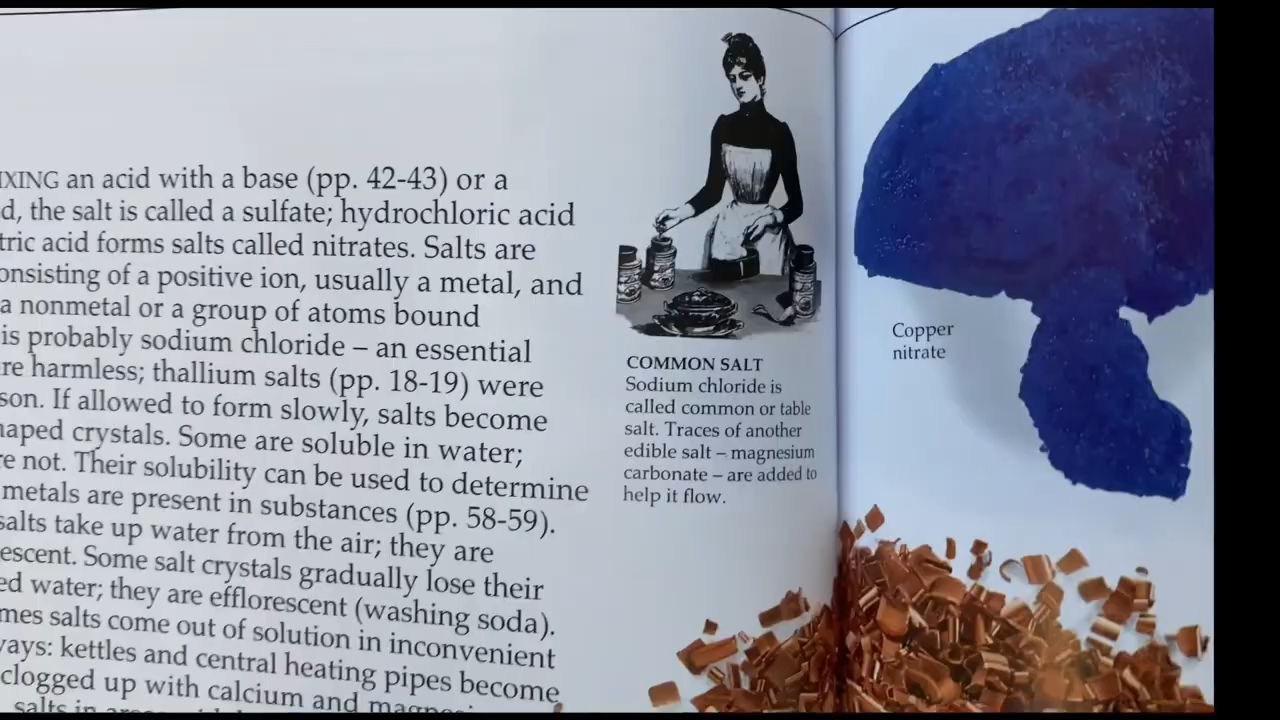 IXING an acid with a base (pp. 42-43) or a
d, the salt is called a sulfate; hydrochloric acid
tric acid forms salts called nitrates. Salts are
onsisting of a positive ion, usually a metal, and
a nonmetal or a group of atoms bound
is probably sodium chloride – an essential
re harmless; thallium salts (pp. 18-19) were
son. If allowed to form slowly, salts become
haped crystals. Some are soluble in water;
re not. Their solubility can be used to determine
metals are present in substances (pp. 58-59).
salts take up water from the air; they are
escent. Some salt crystals gradually lose their
ed water; they are efflorescent (washing soda).
mes salts come out of solution in inconvenient
ways: kettles and central heating pipes become
clogged up with calcium and
salts in
COMMON SALT
Sodium chloride is
called common or table
salt. Traces of another
edible salt – magnesium
carbonate – are added to
help it flow.
Copper
nitrate